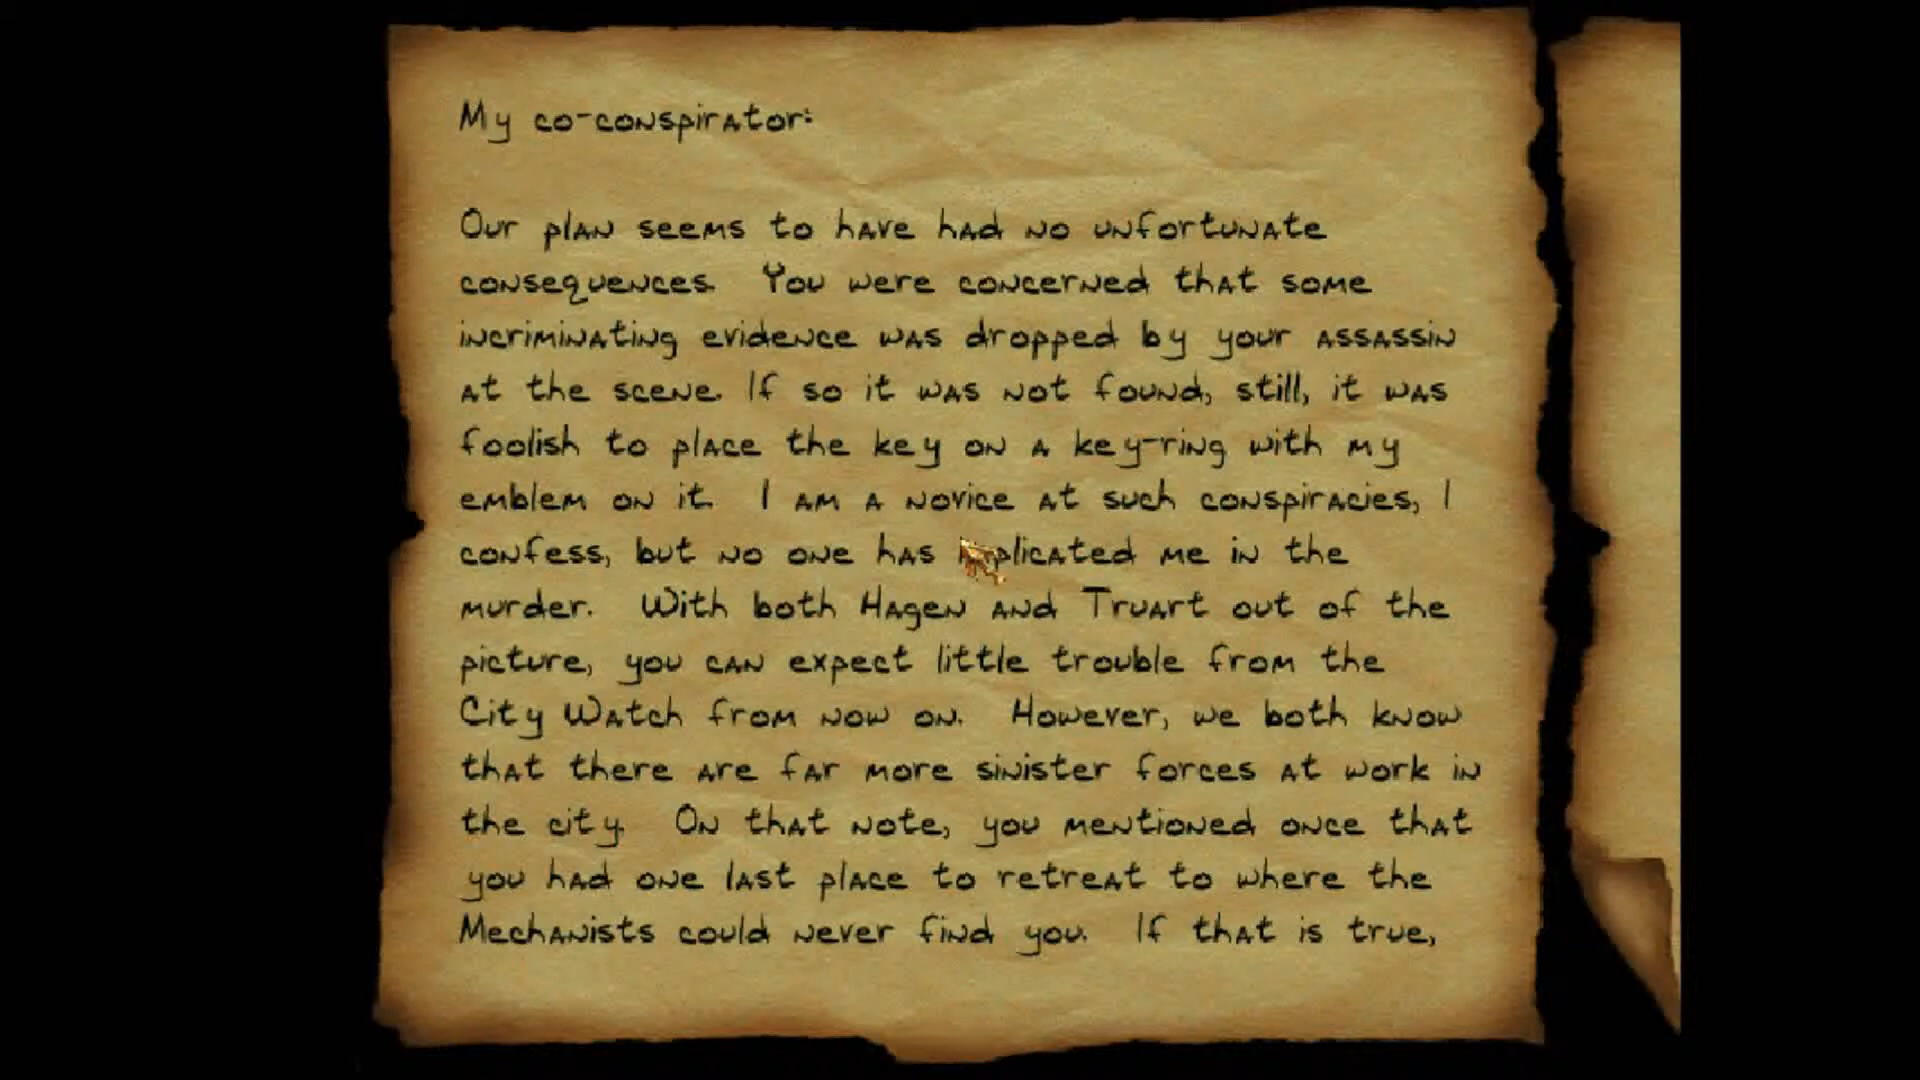 My co-conspirator:
Our plan seems to have had no unfortunate
consequences. You were concerned that some
incriminating evidence was dropped by your assassin
at the scene. If so it was not found, still, it was
foolish to place the key on a key-ring with my
emblem on it. I am a novice at such conspiracies, I
confess, but no one has implicated me in the
murder. With both Hagen and Truart out of the
picture, you can expect little trouble from the
City Watch from now on. However, we both know
that there are far more sinister forces at work in
the city. On that note, you mentioned once that
you had one last place to retreat to where the
Mechanists could never find you. If that is true,